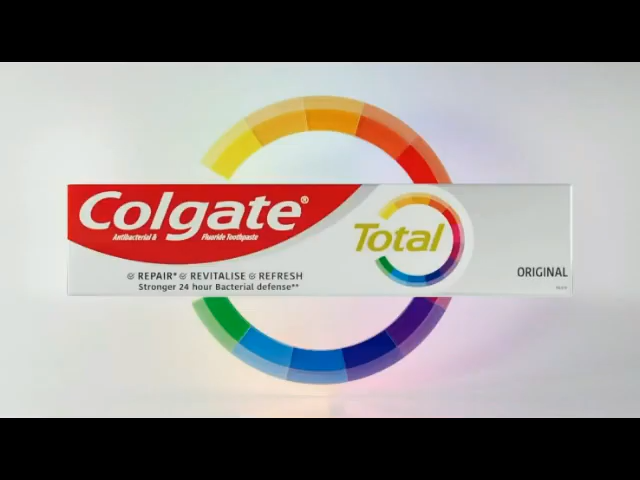 Colgate®
Antibacterial & Fluoride Toothpaste
Total
REPAIR* REVITALISE REFRESH
Stronger 24 hour Bacterial defense**
ORIGINAL